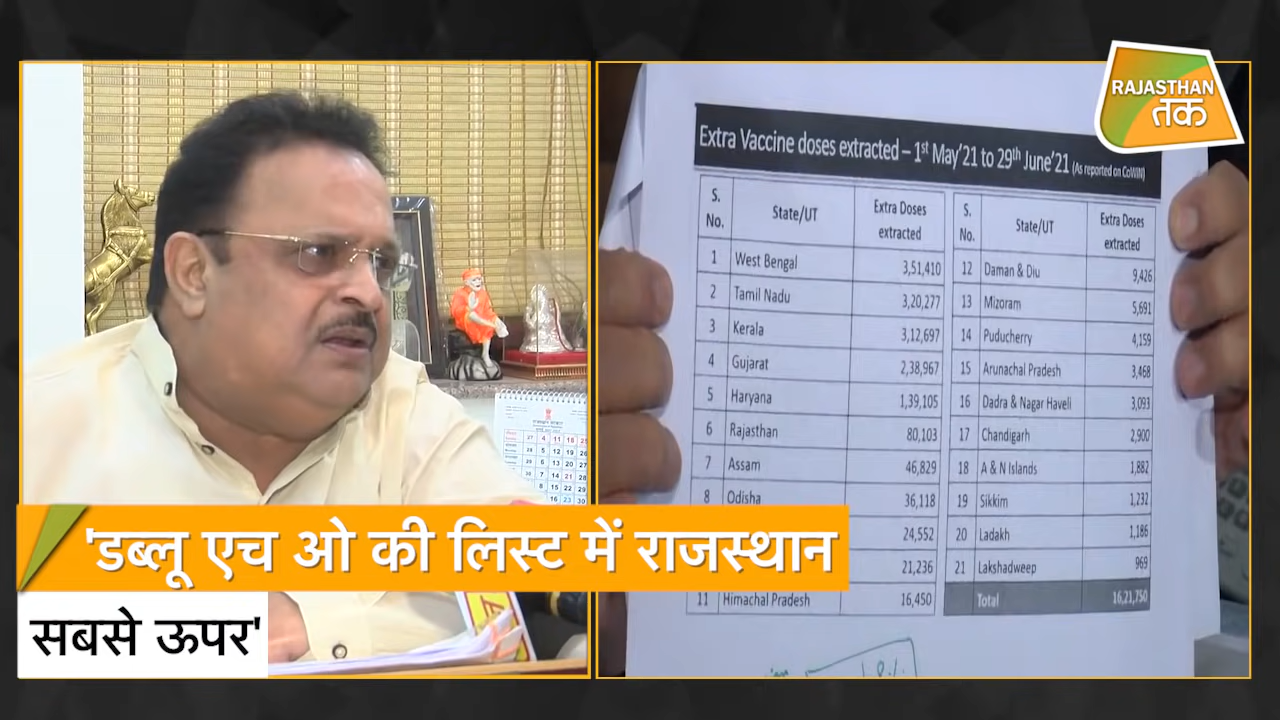 RAJASTHAN
तक
Extra Vaccine doses extracted – 1st May'21 to 29th June'21 (As reported on CoWIN)
S. No. State/UT Extra Doses extracted
1 West Bengal 3,51,410
2 Tamil Nadu 3,20,277
3 Kerala 3,12,697
4 Gujarat 2,38,967
5 Haryana 1,39,105
6 Rajasthan 80,103
7 Assam 46,829
8 Odisha 36,118
24,552
21,236
11 Himachal Pradesh 16,450
S. No. State/UT Extra Doses extracted
12 Daman & Diu 9,426
13 Mizoram 5,691
14 Puducherry 4,159
15 Arunachal Pradesh 3,468
16 Dadra & Nagar Haveli 3,093
17 Chandigarh 2,900
18 A & N Islands 1,882
19 Sikkim 1,232
20 Ladakh 1,186
21 Lakshadweep 969
Total 16,21,750
'डब्लू एच ओ की लिस्ट में राजस्थान
सबसे ऊपर'